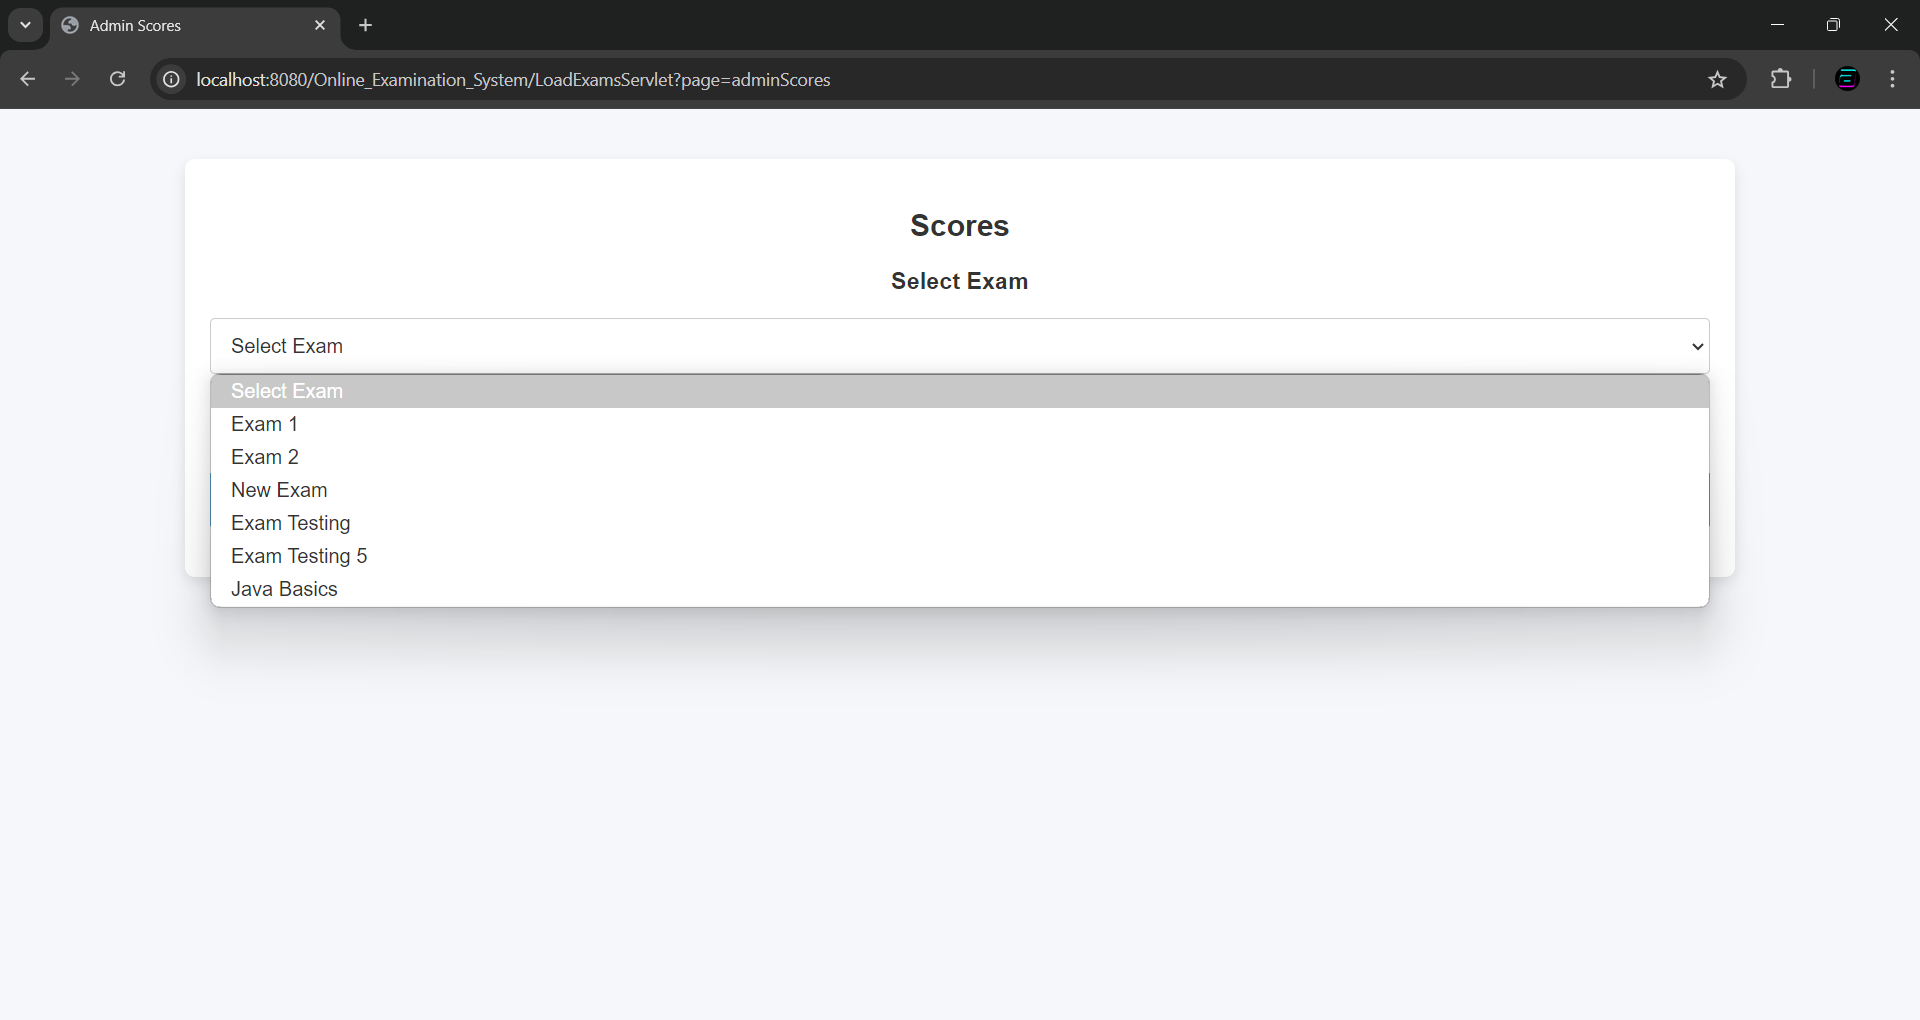 Admin Scores
localhost:8080/Online_Examination_System/LoadExamsServlet?page=adminScores
Scores
Select Exam
Select Exam
Select Exam
Exam 1
Exam 2
New Exam
Exam Testing
Exam Testing 5
Java Basics